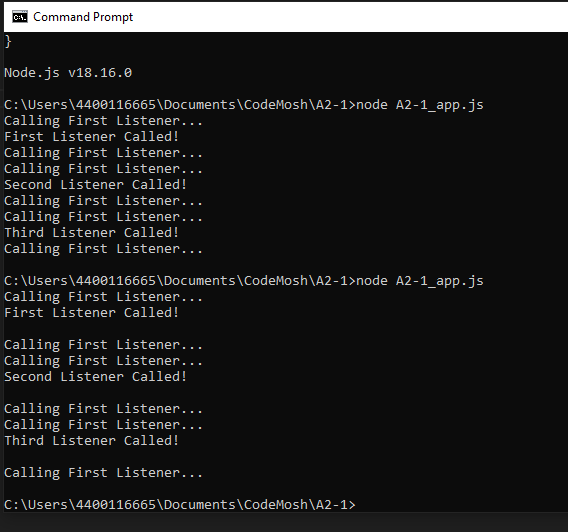 Command Prompt
}
Node.js v18.16.0
C:\Users\4400116665\Documents\CodeMosh\A2-1>node A2-1_app.js
Calling First Listener...
First Listener Called!
Calling First Listener...
Calling First Listener...
Second Listener Called!
Calling First Listener...
Calling First Listener...
Third Listener Called!
Calling First Listener...
C:\Users\4400116665\Documents\CodeMosh\A2-1>node A2-1_app.js
Calling First Listener...
First Listener Called!
Calling First Listener...
Calling First Listener...
Second Listener Called!
Calling First Listener...
Calling First Listener...
Third Listener Called!
Calling First Listener...
C:\Users\4400116665\Documents\CodeMosh\A2-1>